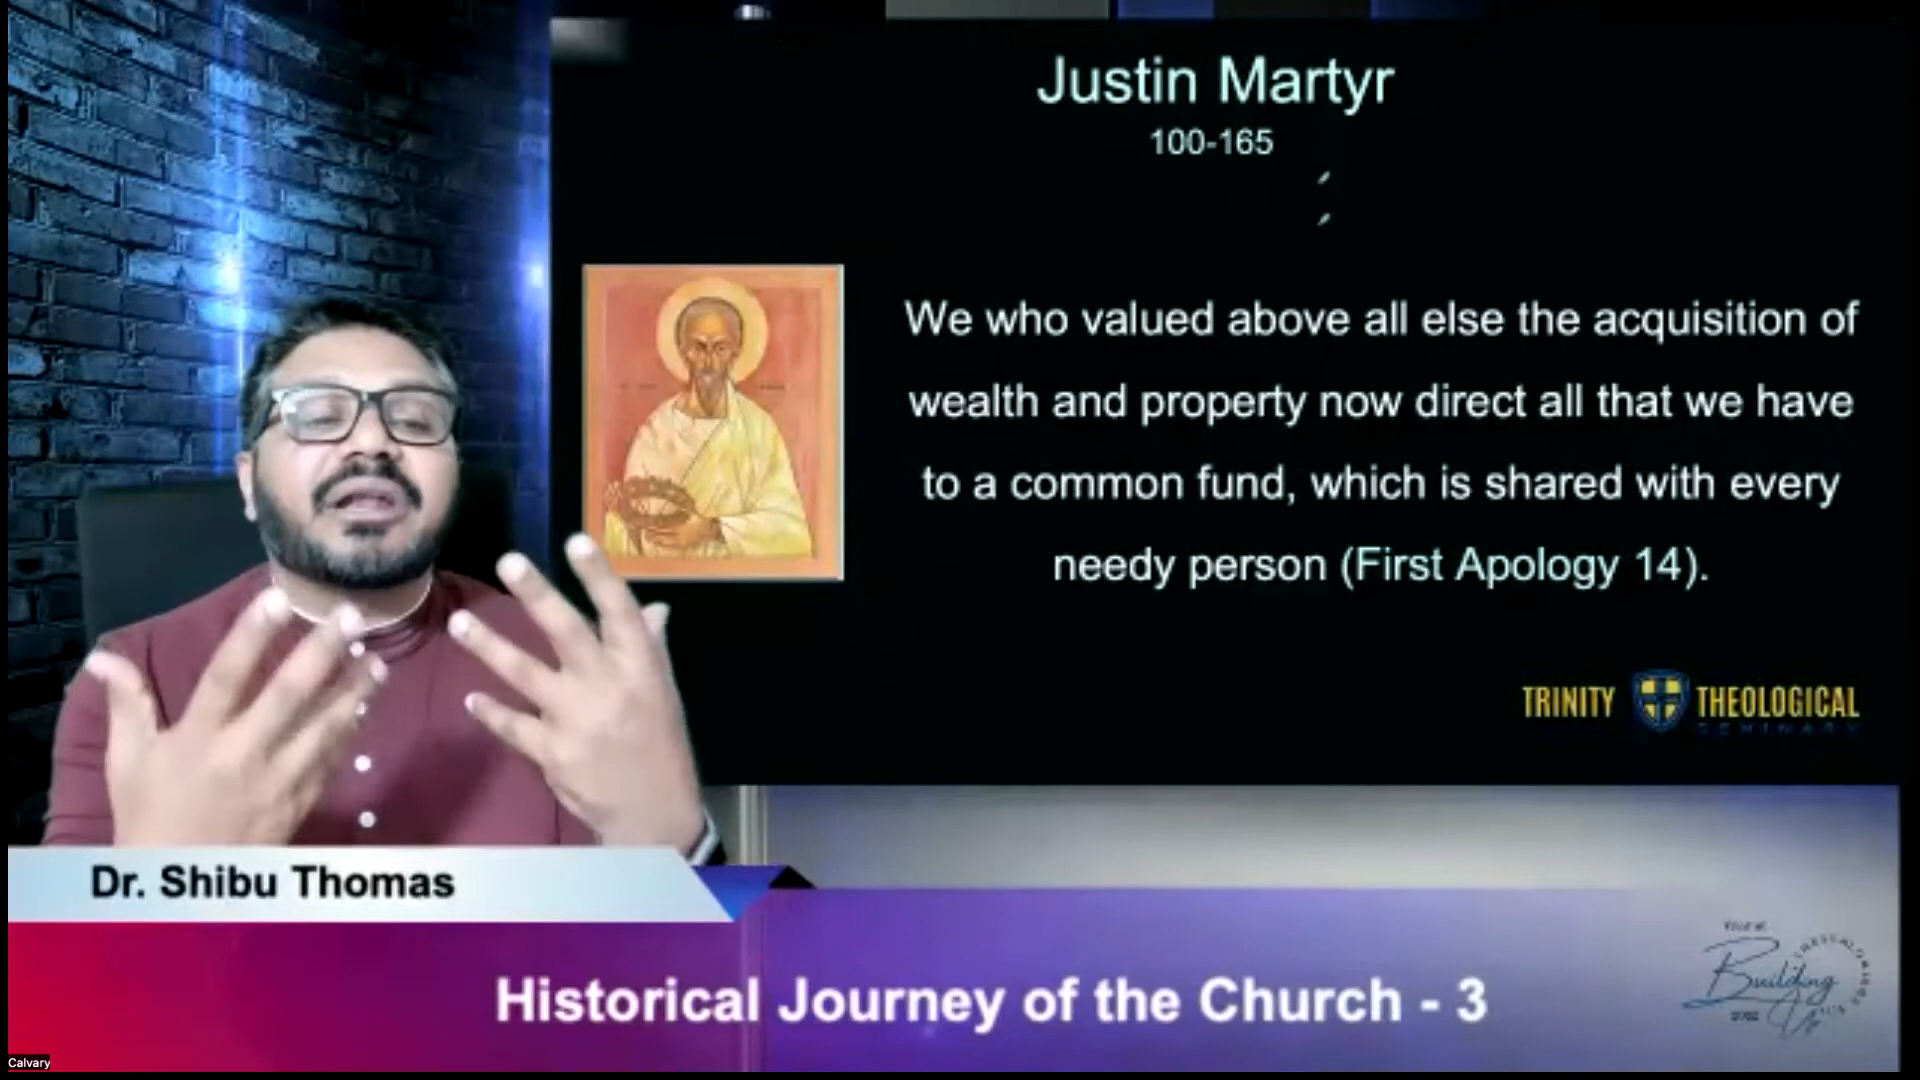 Justin Martyr
100-165
We who valued above all else the acquisition of
wealth and property now direct all that we have
to a common fund, which is shared with every
needy person (First Apology 14).
TRINITY THEOLOGICAL
SEMINARY
Dr. Shibu Thomas
Historical Journey of the Church - 3
Building
Calvary